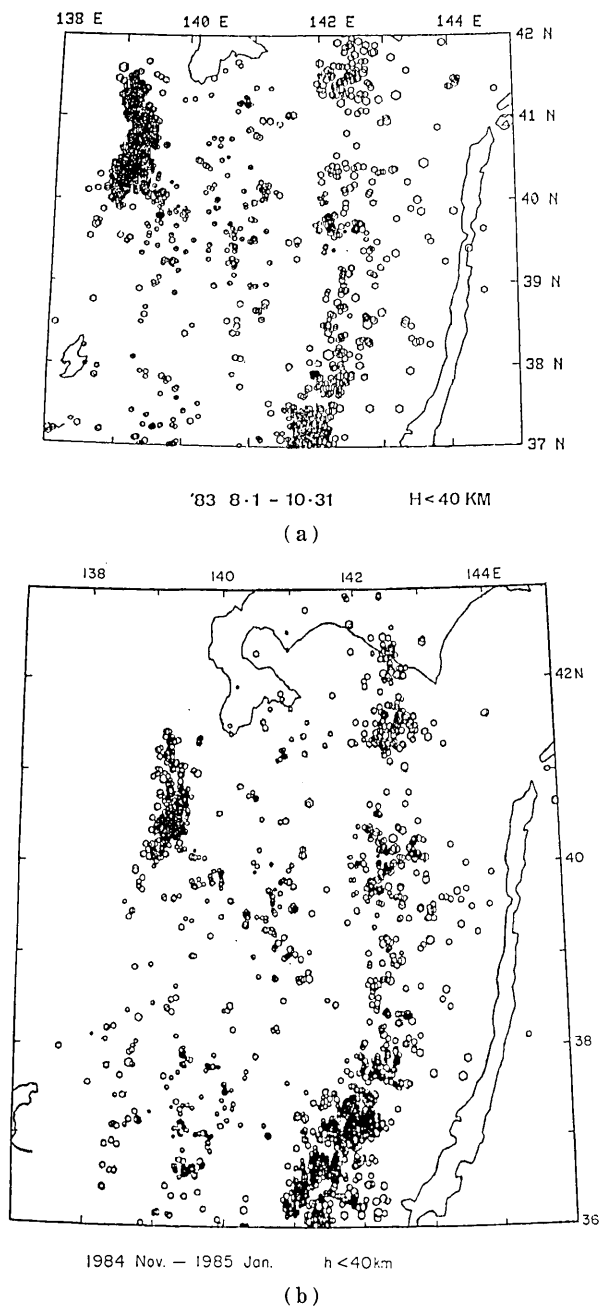 138 E 140 E 142 E 144 E
42 N
41 N
40 N
39 N
38 N
37 N
'83 8·1 - 10·31 H<40 KM
(a)
138 140 142 144E
42N
40
38
36
1984 Nov. — 1985 Jan. h<40km
(b)